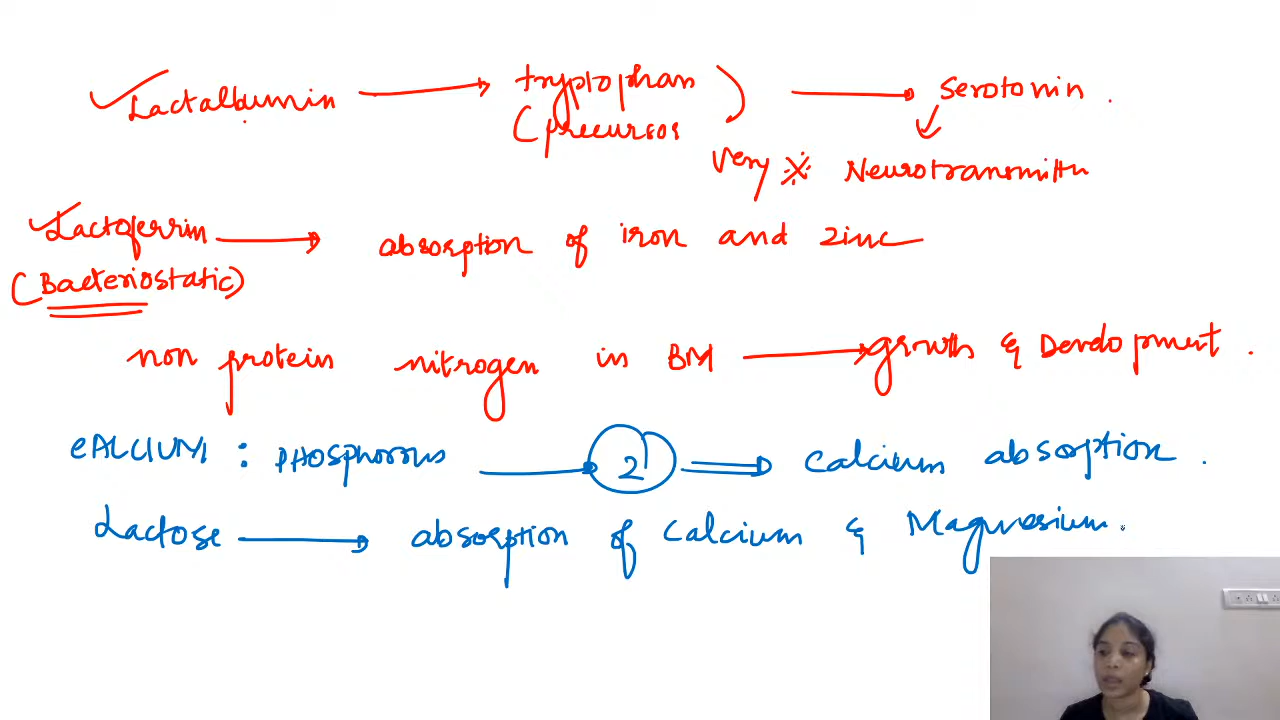 Lactalbumin → tryptophan → Serotonin .
(precursor)
Very ※ Neurotransmitter
Lactoferrin → absorption of iron and zinc
(Bacteriostatic)
non protein nitrogen in BM → growth & Development .
CALCIUM : PHOSphorous → 2 ⇒ calcium absorption .
Lactose → absorption of calcium & Magnesium .